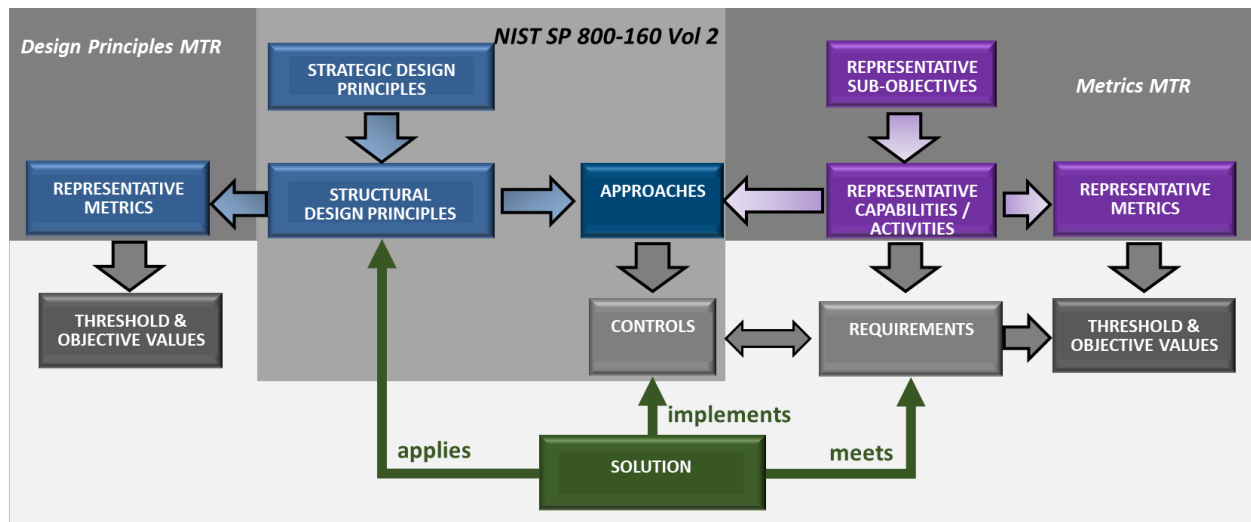 Design Principles MTR
NIST SP 800-160 Vol 2
Metrics MTR
STRATEGIC DESIGN
PRINCIPLES
REPRESENTATIVE
SUB-OBJECTIVES
REPRESENTATIVE
METRICS
STRUCTURAL
DESIGN PRINCIPLES
APPROACHES
REPRESENTATIVE
CAPABILITIES /
ACTIVITIES
REPRESENTATIVE
METRICS
THRESHOLD &
OBJECTIVE VALUES
CONTROLS
REQUIREMENTS
THRESHOLD &
OBJECTIVE VALUES
applies
implements
meets
SOLUTION